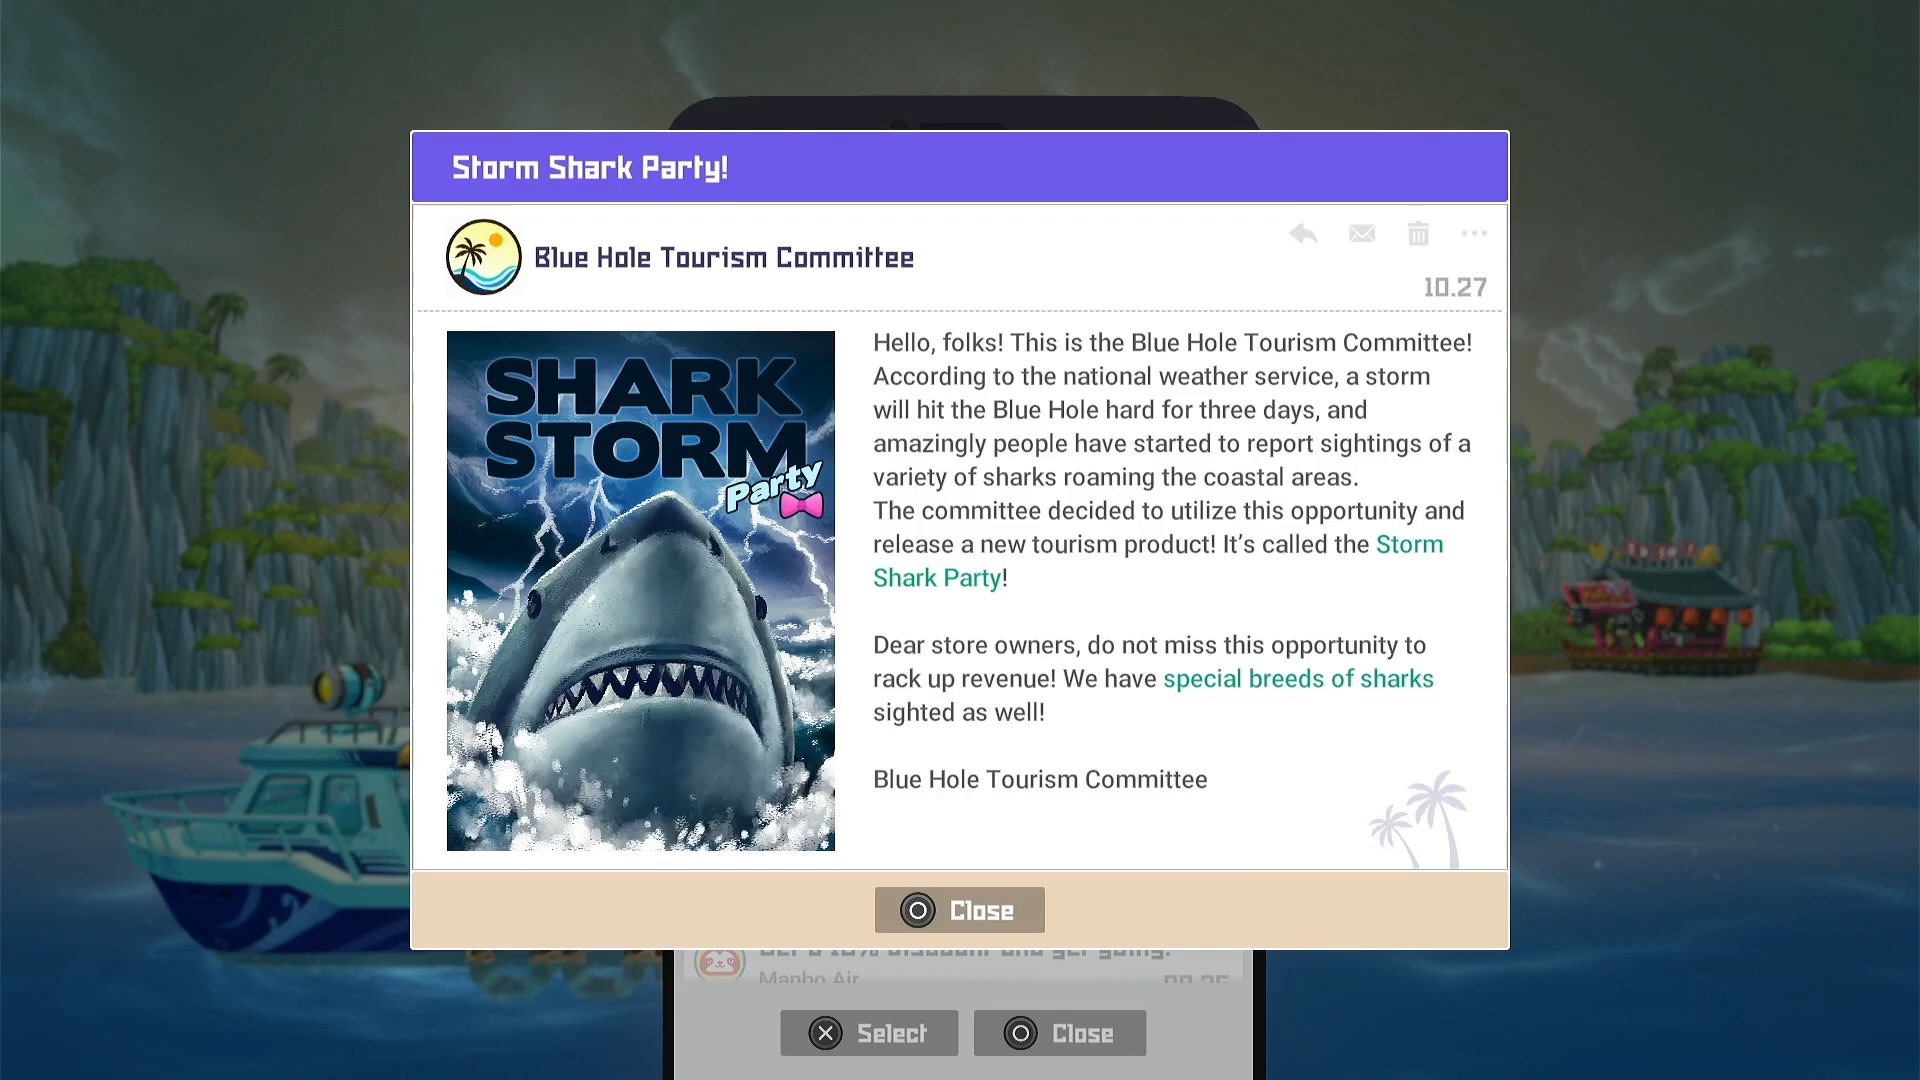 Storm Shark Party!
Blue Hole Tourism Committee
10.27
SHARK
STORM
Party
Hello, folks! This is the Blue Hole Tourism Committee!
According to the national weather service, a storm
will hit the Blue Hole hard for three days, and
amazingly people have started to report sightings of a
variety of sharks roaming the coastal areas.
The committee decided to utilize this opportunity and
release a new tourism product! It’s called the Storm
Shark Party!
Dear store owners, do not miss this opportunity to
rack up revenue! We have special breeds of sharks
sighted as well!
Blue Hole Tourism Committee
Close
Manbo Air
Select
Close